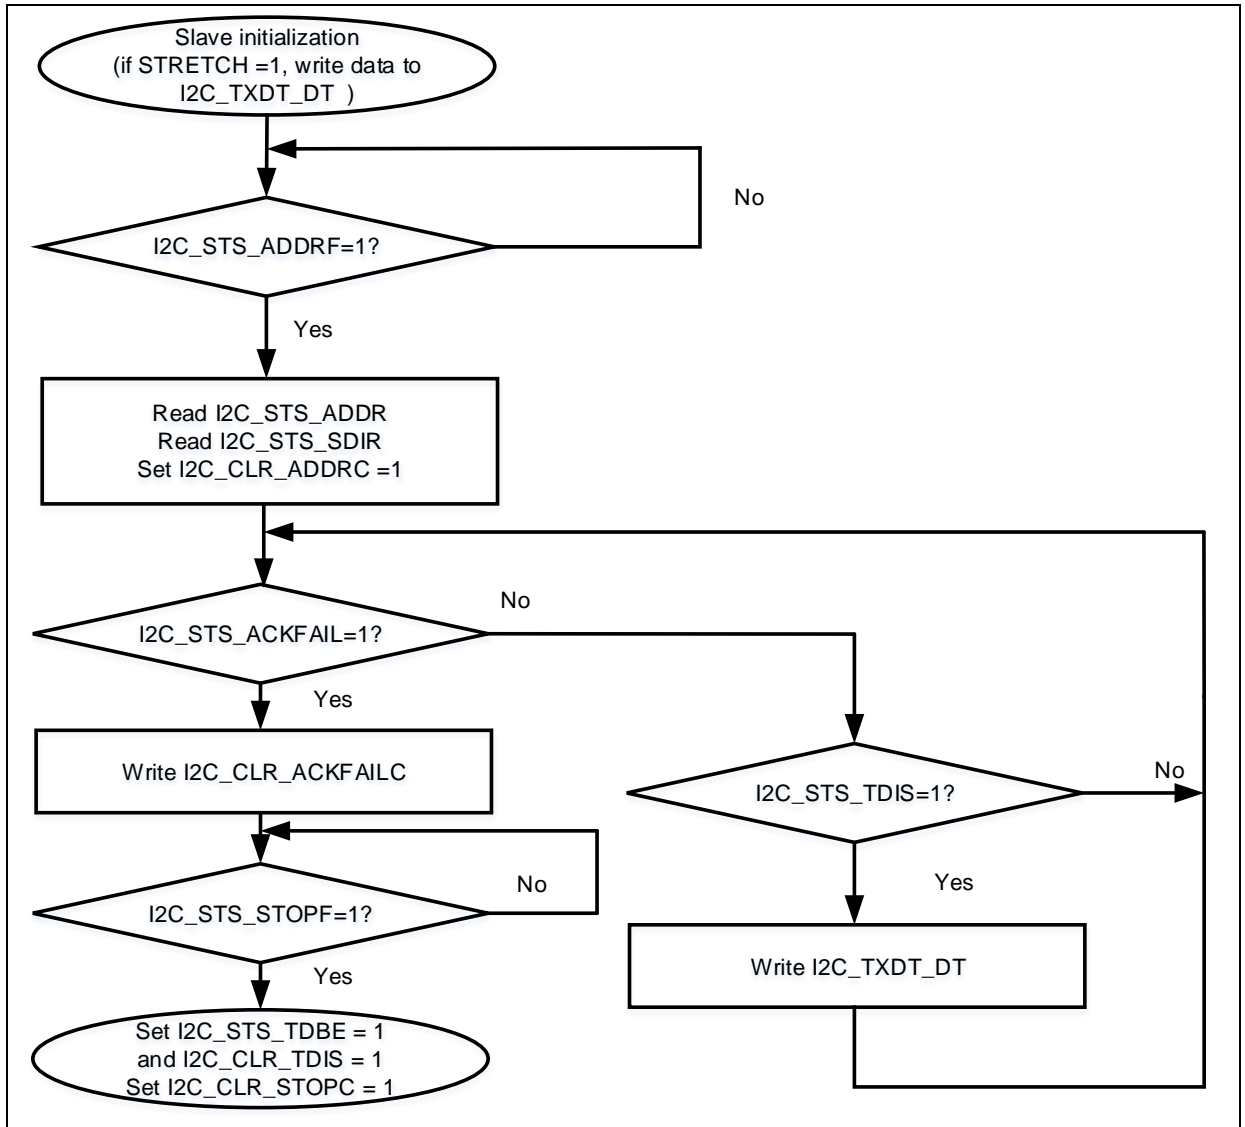 Slave initialization
(if STRETCH =1, write data to
I2C_TXDT_DT  )
No
I2C_STS_ADDRF=1?
Yes
Read I2C_STS_ADDR
Read I2C_STS_SDIR
Set I2C_CLR_ADDRC =1
No
I2C_STS_ACKFAIL=1?
Yes
Write I2C_CLR_ACKFAILC
No
I2C_STS_TDIS=1?
No
I2C_STS_STOPF=1?
Yes
Write I2C_TXDT_DT
Yes
Set I2C_STS_TDBE = 1
and I2C_CLR_TDIS = 1
Set I2C_CLR_STOPC = 1